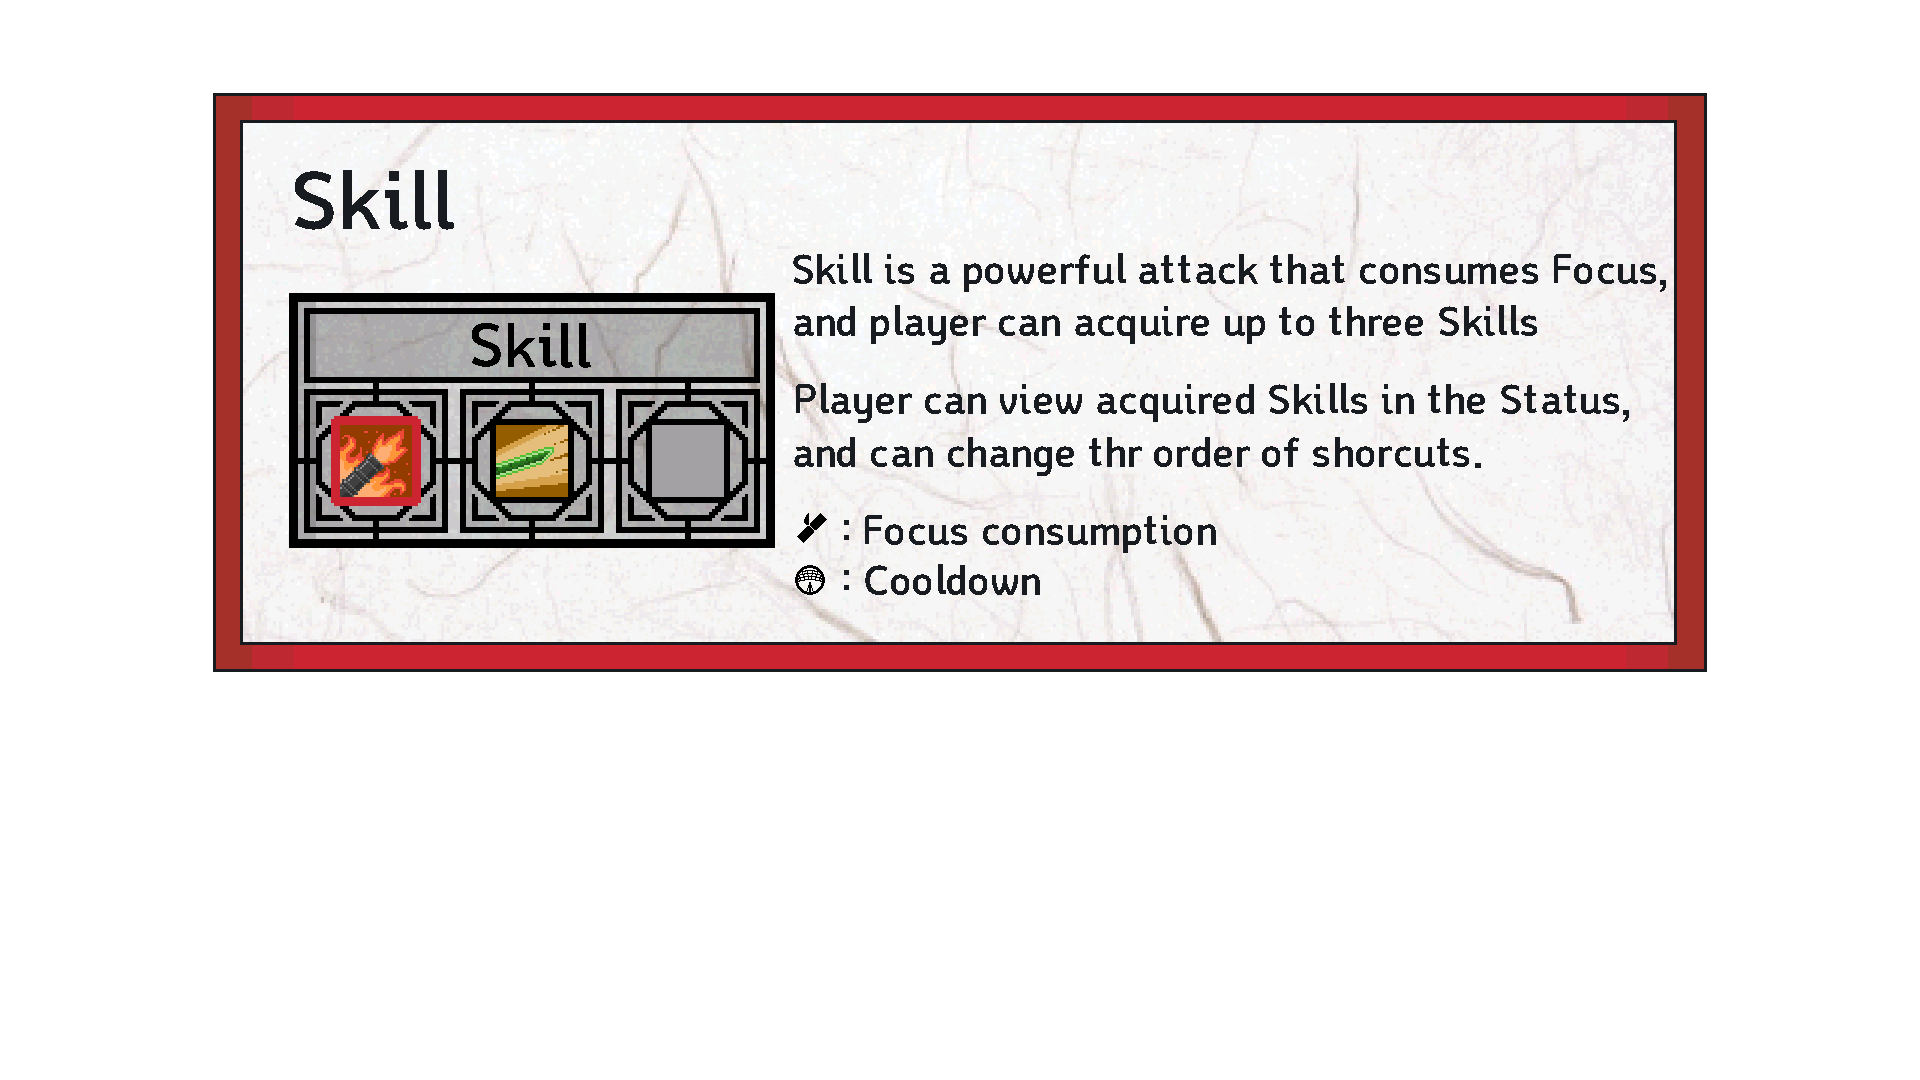 Skill
Skill
Skill is a powerful attack that consumes Focus,
and player can acquire up to three Skills
Player can view acquired Skills in the Status,
and can change thr order of shorcuts.
: Focus consumption
: Cooldown